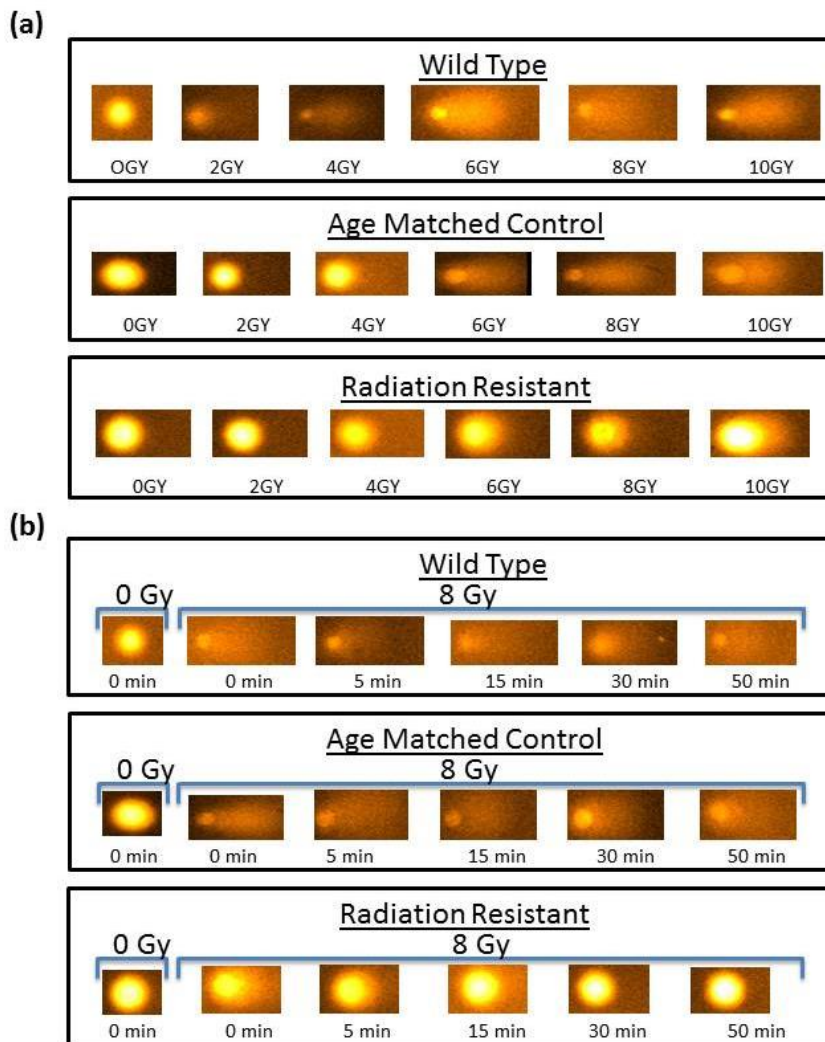 (a)
Wild Type
OGY 2GY 4GY 6GY 8GY 10GY
Age Matched Control
0GY 2GY 4GY 6GY 8GY 10GY
Radiation Resistant
0GY 2GY 4GY 6GY 8GY 10GY
(b)
Wild Type
0 Gy 8 Gy
0 min 0 min 5 min 15 min 30 min 50 min
Age Matched Control
0 Gy 8 Gy
0 min 0 min 5 min 15 min 30 min 50 min
Radiation Resistant
0 Gy 8 Gy
0 min 0 min 5 min 15 min 30 min 50 min